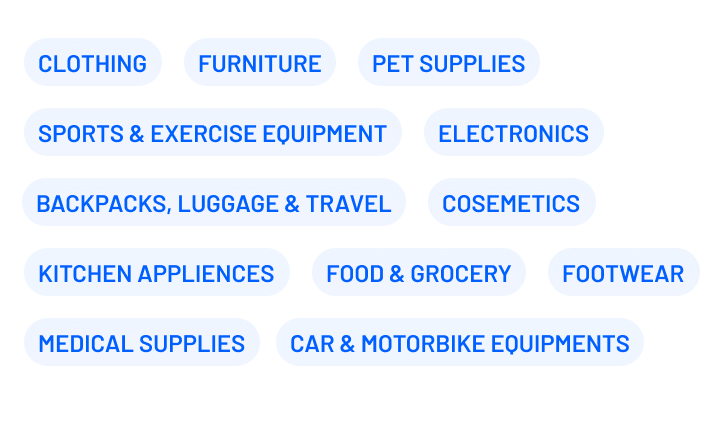 CLOTHING FURNITURE PET SUPPLIES
SPORTS & EXERCISE EQUIPMENT ELECTRONICS
BACKPACKS, LUGGAGE & TRAVEL COSEMETICS
KITCHEN APPLIENCES FOOD & GROCERY FOOTWEAR
MEDICAL SUPPLIES CAR & MOTORBIKE EQUIPMENTS